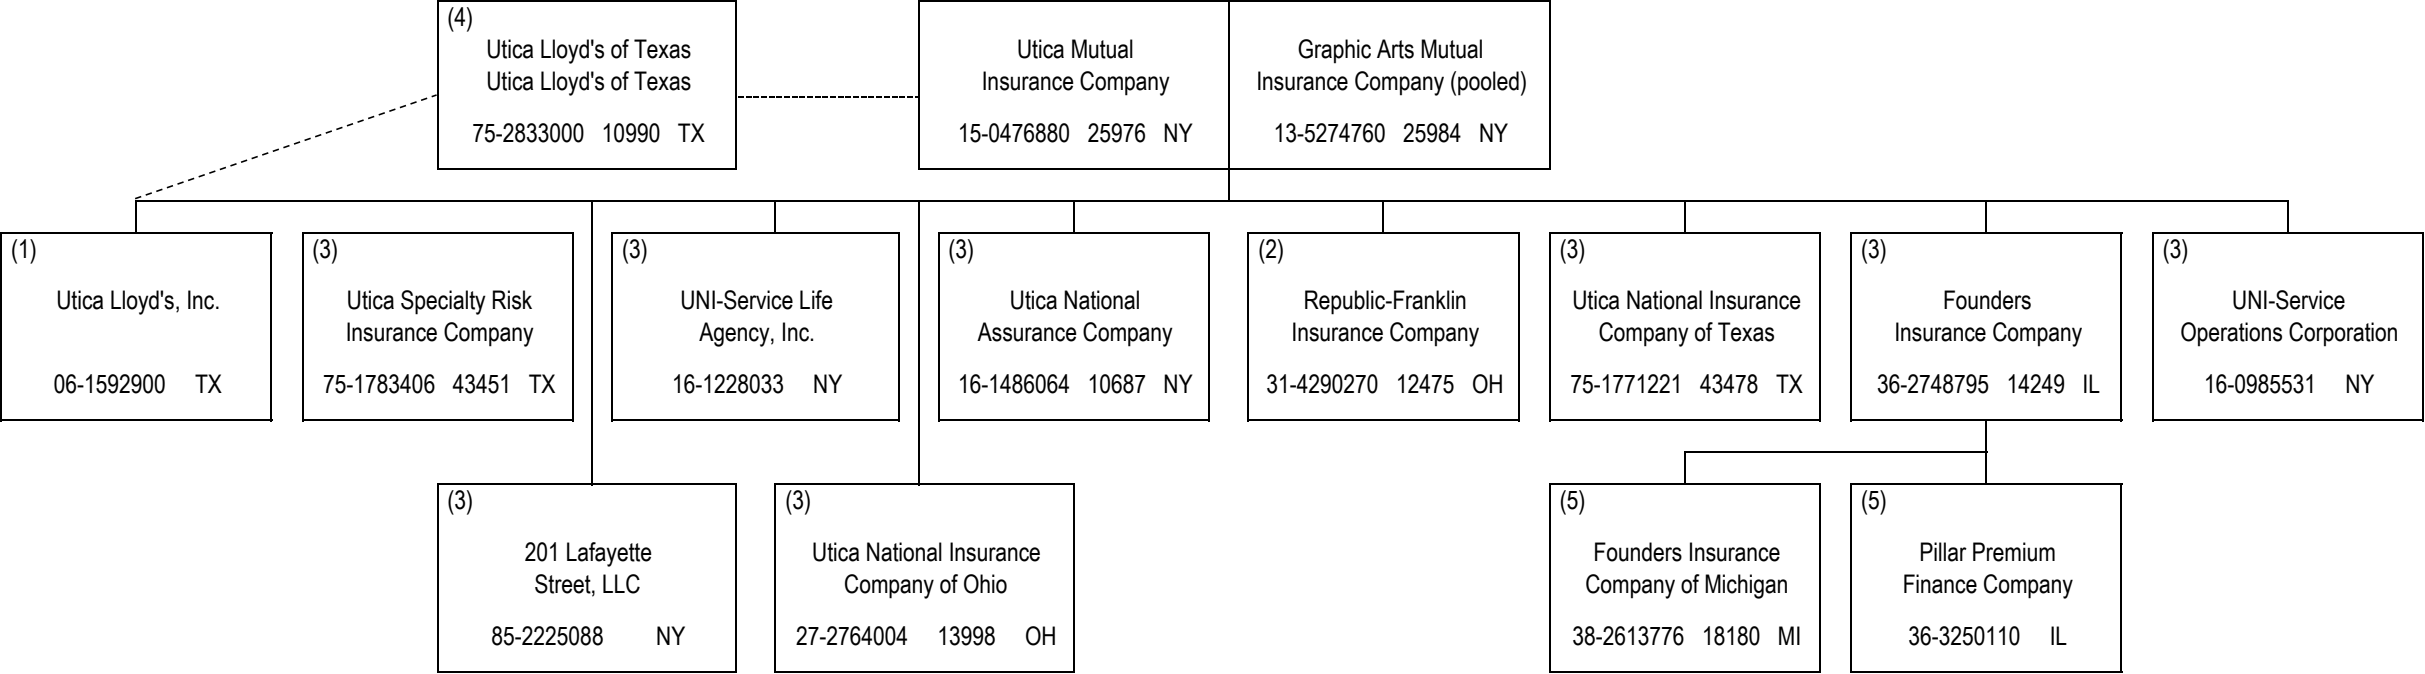 (4)
Utica Lloyd's of Texas
Utica Lloyd's of Texas
75-2833000 10990 TX
Utica Mutual
Insurance Company
15-0476880 25976 NY
Graphic Arts Mutual
Insurance Company (pooled)
13-5274760 25984 NY
(1)
Utica Lloyd's, Inc.
06-1592900 TX
(3)
Utica Specialty Risk
Insurance Company
75-1783406 43451 TX
(3)
UNI-Service Life
Agency, Inc.
16-1228033 NY
(3)
Utica National
Assurance Company
16-1486064 10687 NY
(2)
Republic-Franklin
Insurance Company
31-4290270 12475 OH
(3)
Utica National Insurance
Company of Texas
75-1771221 43478 TX
(3)
Founders
Insurance Company
36-2748795 14249 IL
(3)
UNI-Service
Operations Corporation
16-0985531 NY
(3)
201 Lafayette
Street, LLC
85-2225088 NY
(3)
Utica National Insurance
Company of Ohio
27-2764004 13998 OH
(5)
Founders Insurance
Company of Michigan
38-2613776 18180 MI
(5)
Pillar Premium
Finance Company
36-3250110 IL